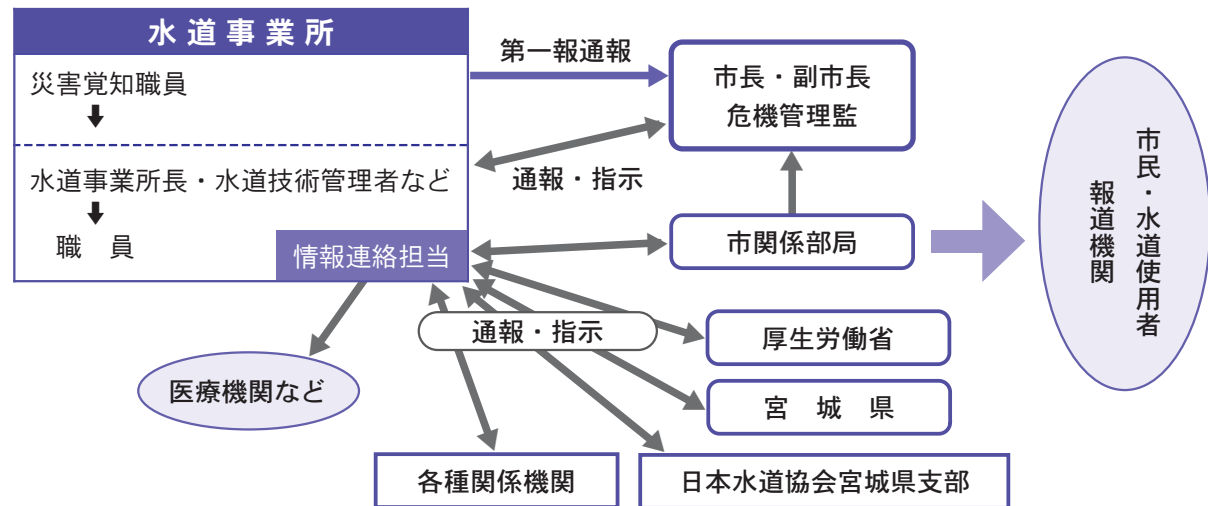 水道事業所
災害覚知職員
水道事業所長・水道技術管理者など
職　員
情報連絡担当
第一報通報
市長・副市長
危機管理監
通報・指示
市関係部局
通報・指示
厚生労働省
宮　城　県
医療機関など
各種関係機関
日本水道協会宮城県支部
市民・水道使用者
報道機関